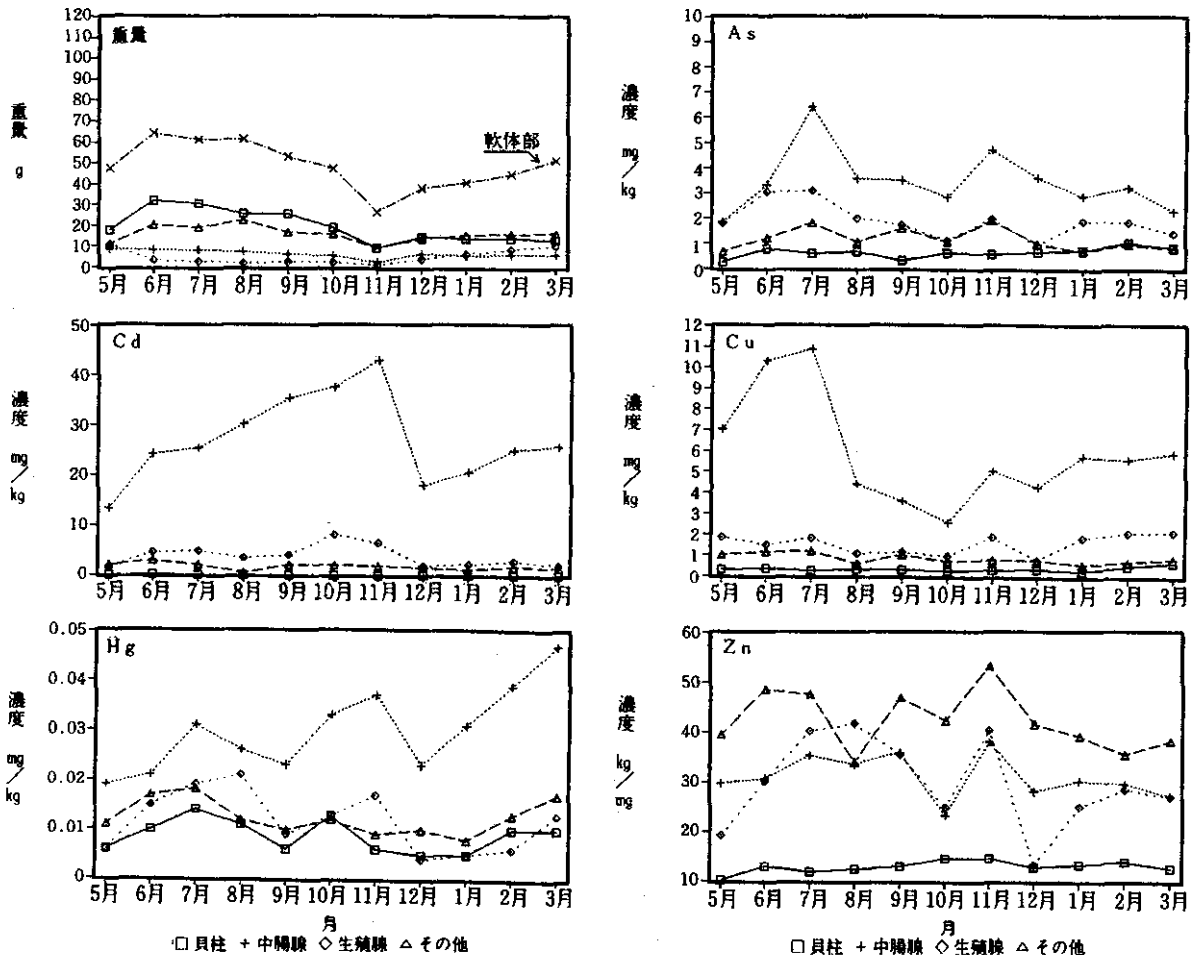 重量
120
110
100
90
80
70
60
50
40
30
20
10
0
重量 g
軟体部
5月 6月 7月 8月 9月 10月 11月 12月 1月 2月 3月
As
10
9
8
7
6
5
4
3
2
1
0
濃度 mg/kg
5月 6月 7月 8月 9月 10月 11月 12月 1月 2月 3月
Cd
50
40
30
20
10
0
濃度 mg/kg
5月 6月 7月 8月 9月 10月 11月 12月 1月 2月 3月
Cu
12
11
10
9
8
7
6
5
4
3
2
1
0
濃度 mg/kg
5月 6月 7月 8月 9月 10月 11月 12月 1月 2月 3月
Hg
0.05
0.04
0.03
0.02
0.01
0
濃度 mg/kg
5月 6月 7月 8月 9月 10月 11月 12月 1月 2月 3月
月
□ 貝柱 + 中腸腺 ◇ 生殖腺 △ その他
Zn
60
50
40
30
20
10
濃度 kg/mg
5月 6月 7月 8月 9月 10月 11月 12月 1月 2月 3月
月
□ 貝柱 + 中腸腺 ◇ 生殖腺 △ その他